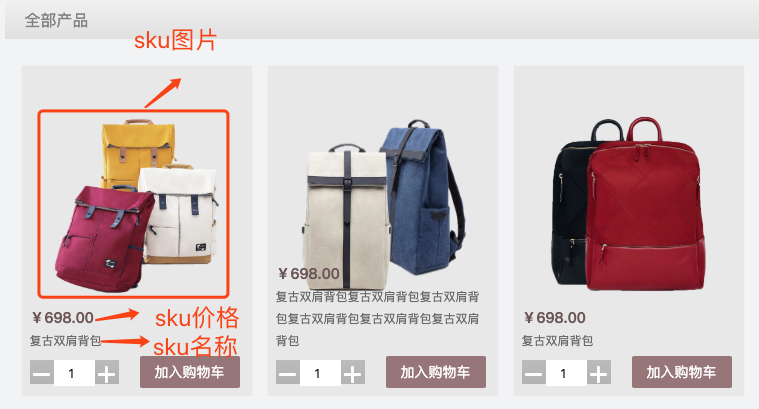 全部产品
sku图片
￥698.00
sku价格
复古双肩背包
sku名称
1
加入购物车
￥698.00
复古双肩背包复古双肩背包复古双肩背
包复古双肩背包复古双肩背包复古双肩
背包
1
加入购物车
￥698.00
复古双肩背包
1
加入购物车